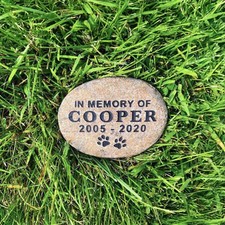 IN MEMORY OF
COOPER
2005 - 2020